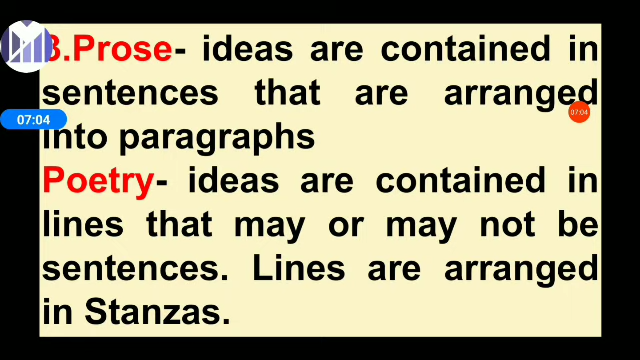 3.Prose- ideas are contained in
sentences that are arranged
07:04
07:04
into paragraphs
Poetry- ideas are contained in
lines that may or may not be
sentences. Lines are arranged
in Stanzas.